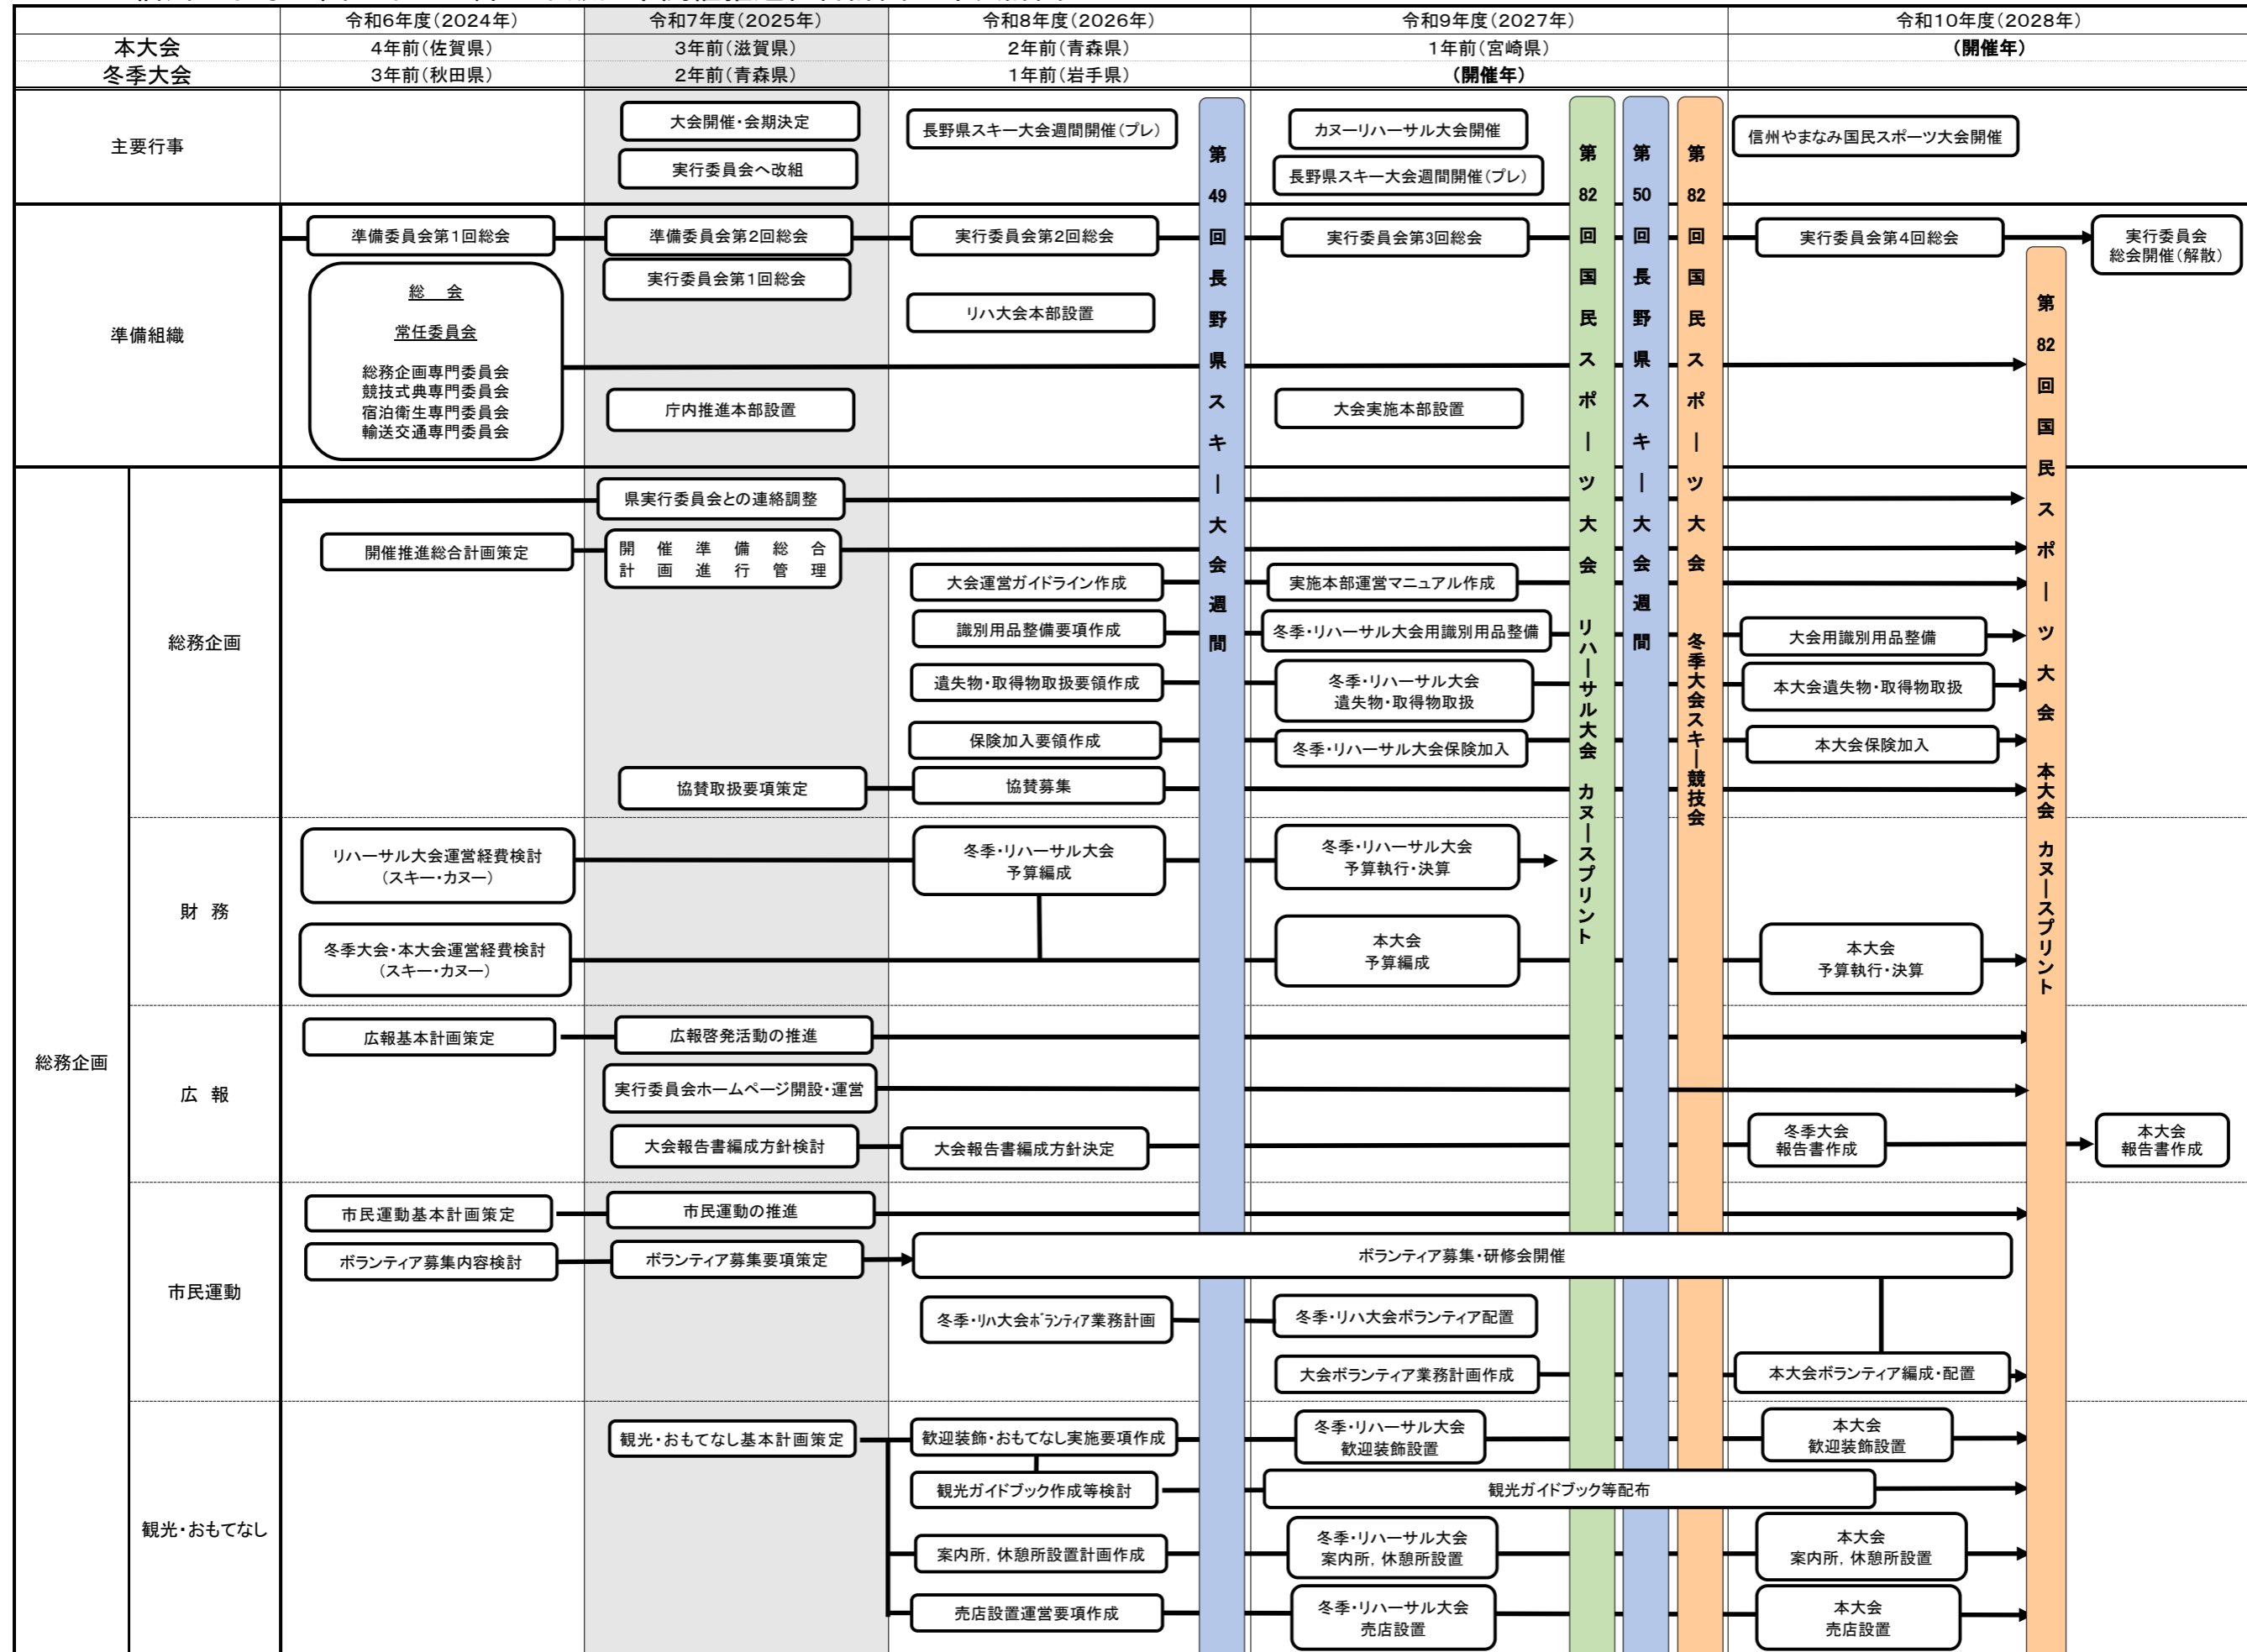 令和6年度(2024年)
令和7年度(2025年)
令和8年度(2026年)
令和9年度(2027年)
令和10年度(2028年)
本大会
4年前(佐賀県)
3年前(滋賀県)
2年前(青森県)
1年前(宮崎県)
(開催年)
冬季大会
3年前(秋田県)
2年前(青森県)
1年前(岩手県)
(開催年)
主要行事
大会開催・会期決定
実行委員会へ改組
長野県スキー大会週間開催(プレ)
カヌーリハーサル大会開催
長野県スキー大会週間開催(プレ)
信州やまなみ国民スポーツ大会開催
第49回長野県スキー大会週間
第82回国民スポーツ大会 リハーサル大会 カヌースプリント
第50回長野県スキー大会週間
第82回国民スポーツ大会 冬季大会スキー競技会
第82回国民スポーツ大会 本大会 カヌースプリント
準備組織
準備委員会第1回総会
準備委員会第2回総会
実行委員会第2回総会
実行委員会第3回総会
実行委員会第4回総会
実行委員会
総会開催(解散)
実行委員会第1回総会
総 会
常任委員会
総務企画専門委員会
競技式典専門委員会
宿泊衛生専門委員会
輸送交通専門委員会
リハ大会本部設置
庁内推進本部設置
大会実施本部設置
総務企画
総務企画
県実行委員会との連絡調整
開催推進総合計画策定
開催準備総合
計画進行管理
大会運営ガイドライン作成
実施本部運営マニュアル作成
識別用品整備要項作成
冬季・リハーサル大会用識別用品整備
大会用識別用品整備
遺失物・取得物取扱要領作成
冬季・リハーサル大会
遺失物・取得物取扱
本大会遺失物・取得物取扱
保険加入要領作成
冬季・リハーサル大会保険加入
本大会保険加入
協賛取扱要項策定
協賛募集
財 務
リハーサル大会運営経費検討
(スキー・カヌー)
冬季・リハーサル大会
予算編成
冬季・リハーサル大会
予算執行・決算
冬季大会・本大会運営経費検討
(スキー・カヌー)
本大会
予算編成
本大会
予算執行・決算
広 報
広報基本計画策定
広報啓発活動の推進
実行委員会ホームページ開設・運営
大会報告書編成方針検討
大会報告書編成方針決定
冬季大会
報告書作成
本大会
報告書作成
市民運動
市民運動基本計画策定
市民運動の推進
ボランティア募集内容検討
ボランティア募集要項策定
ボランティア募集・研修会開催
冬季・リハ大会ボランティア業務計画
冬季・リハ大会ボランティア配置
大会ボランティア業務計画作成
本大会ボランティア編成・配置
観光・おもてなし
観光・おもてなし基本計画策定
歓迎装飾・おもてなし実施要項作成
冬季・リハーサル大会
歓迎装飾設置
本大会
歓迎装飾設置
観光ガイドブック作成等検討
観光ガイドブック等配布
案内所,休憩所設置計画作成
冬季・リハーサル大会
案内所,休憩所設置
本大会
案内所,休憩所設置
売店設置運営要項作成
冬季・リハーサル大会
売店設置
本大会
売店設置